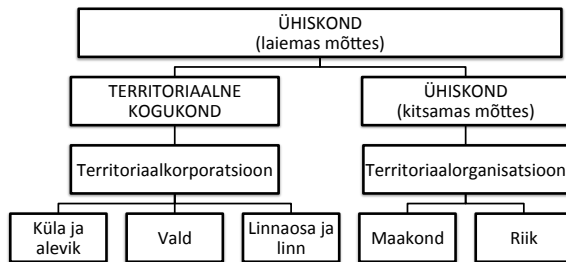 ÜHISKOND
(laiemas mõttes)
TERRITORIAALNE
KOGUKOND
ÜHISKOND
(kitsamas mõttes)
Territoriaalkorporatsioon
Territoriaalorganisatsioon
Küla ja
alevik
Vald
Linnaosa ja
linn
Maakond
Riik